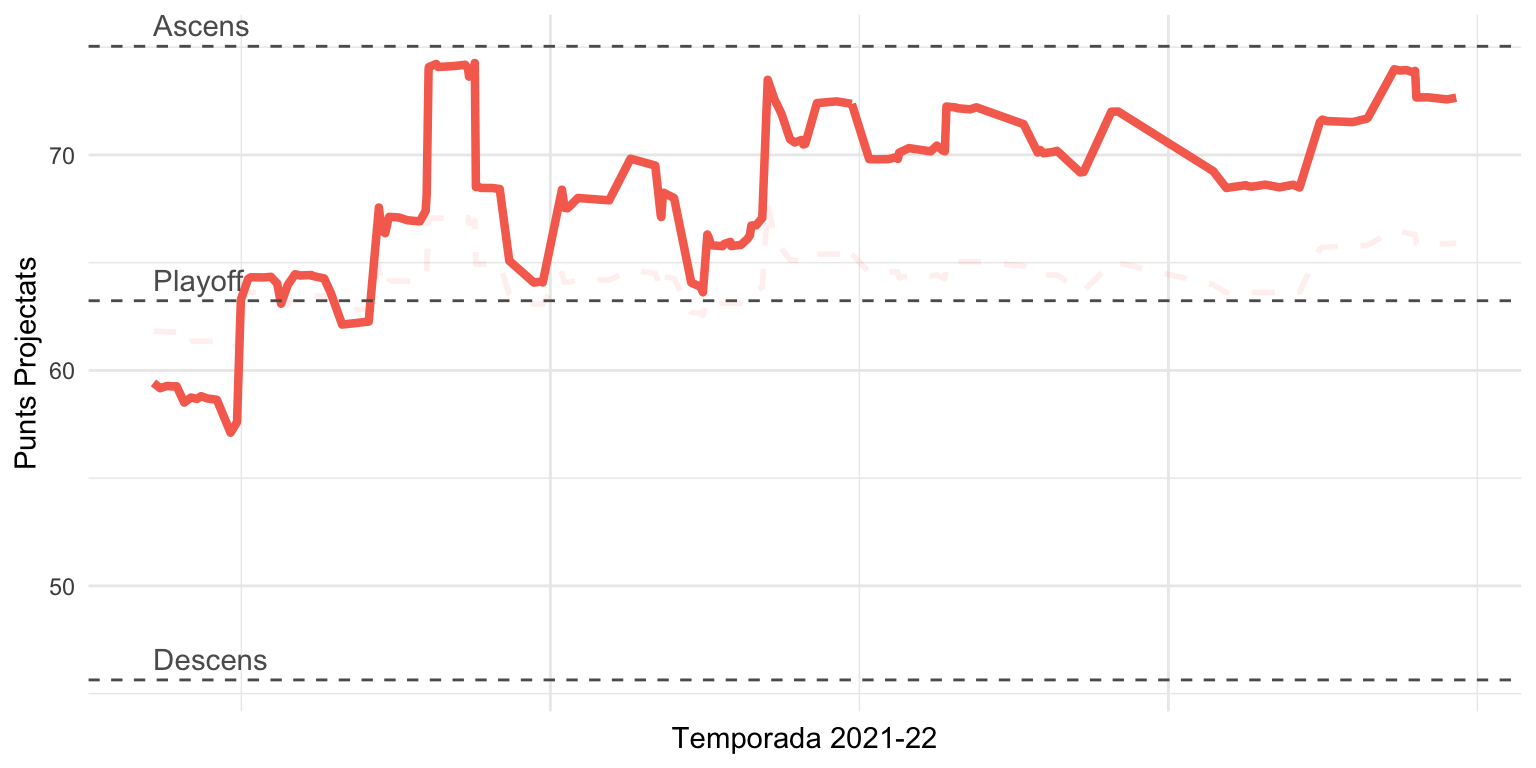 Ascens
70
Playoff
60
Punts Projectats
50
Descens
Temporada 2021-22